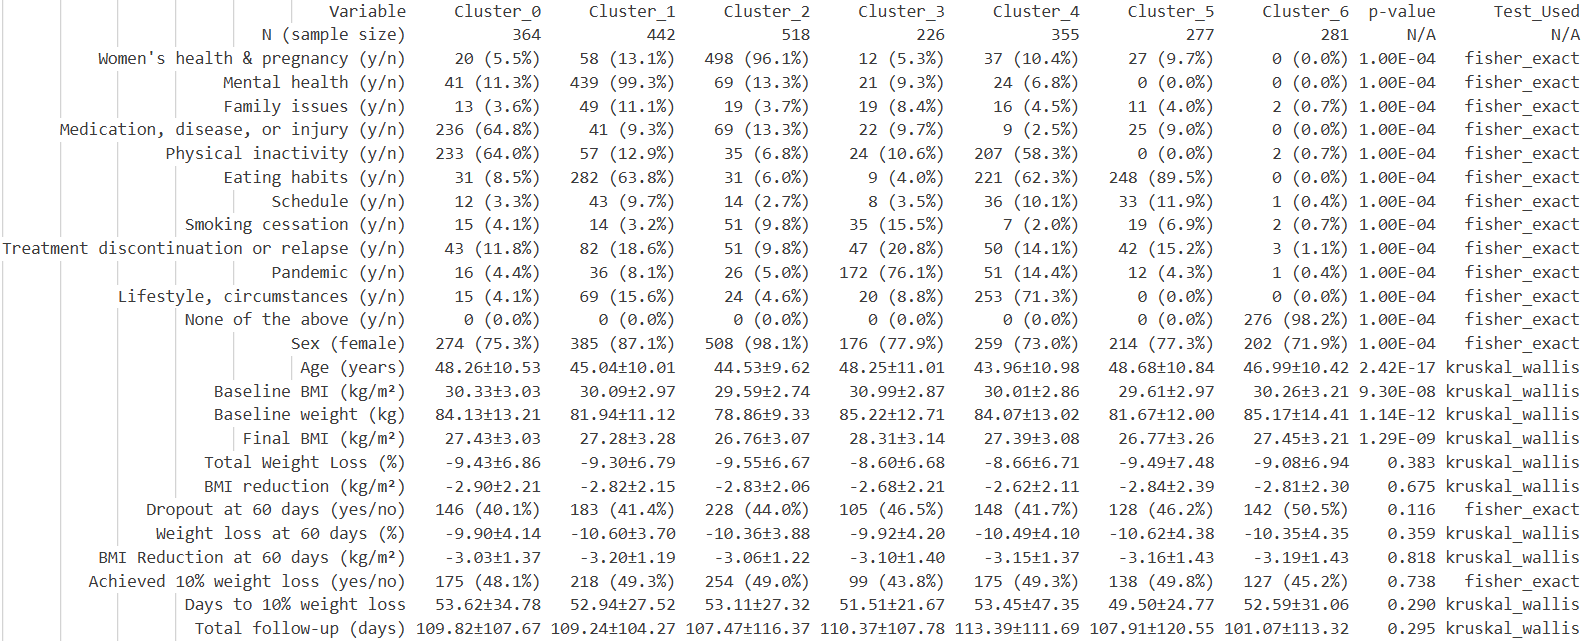 Variable Cluster_0 Cluster_1 Cluster_2 Cluster_3 Cluster_4 Cluster_5 Cluster_6 p-value Test_Used
N (sample size) 364 442 518 226 355 277 281 N/A N/A
Women's health & pregnancy (y/n) 20 (5.5%) 58 (13.1%) 498 (96.1%) 12 (5.3%) 37 (10.4%) 27 (9.7%) 0 (0.0%) 1.00E-04 fisher_exact
Mental health (y/n) 41 (11.3%) 439 (99.3%) 69 (13.3%) 21 (9.3%) 24 (6.8%) 0 (0.0%) 0 (0.0%) 1.00E-04 fisher_exact
Family issues (y/n) 13 (3.6%) 49 (11.1%) 19 (3.7%) 19 (8.4%) 16 (4.5%) 11 (4.0%) 2 (0.7%) 1.00E-04 fisher_exact
Medication, disease, or injury (y/n) 236 (64.8%) 41 (9.3%) 69 (13.3%) 22 (9.7%) 9 (2.5%) 25 (9.0%) 0 (0.0%) 1.00E-04 fisher_exact
Physical inactivity (y/n) 233 (64.0%) 57 (12.9%) 35 (6.8%) 24 (10.6%) 207 (58.3%) 0 (0.0%) 2 (0.7%) 1.00E-04 fisher_exact
Eating habits (y/n) 31 (8.5%) 282 (63.8%) 31 (6.0%) 9 (4.0%) 221 (62.3%) 248 (89.5%) 0 (0.0%) 1.00E-04 fisher_exact
Schedule (y/n) 12 (3.3%) 43 (9.7%) 14 (2.7%) 8 (3.5%) 36 (10.1%) 33 (11.9%) 1 (0.4%) 1.00E-04 fisher_exact
Smoking cessation (y/n) 15 (4.1%) 14 (3.2%) 51 (9.8%) 35 (15.5%) 7 (2.0%) 19 (6.9%) 2 (0.7%) 1.00E-04 fisher_exact
Treatment discontinuation or relapse (y/n) 43 (11.8%) 82 (18.6%) 51 (9.8%) 47 (20.8%) 50 (14.1%) 42 (15.2%) 3 (1.1%) 1.00E-04 fisher_exact
Pandemic (y/n) 16 (4.4%) 36 (8.1%) 26 (5.0%) 172 (76.1%) 51 (14.4%) 12 (4.3%) 1 (0.4%) 1.00E-04 fisher_exact
Lifestyle, circumstances (y/n) 15 (4.1%) 69 (15.6%) 24 (4.6%) 20 (8.8%) 253 (71.3%) 0 (0.0%) 0 (0.0%) 1.00E-04 fisher_exact
None of the above (y/n) 0 (0.0%) 0 (0.0%) 0 (0.0%) 0 (0.0%) 0 (0.0%) 0 (0.0%) 276 (98.2%) 1.00E-04 fisher_exact
Sex (female) 274 (75.3%) 385 (87.1%) 508 (98.1%) 176 (77.9%) 259 (73.0%) 214 (77.3%) 202 (71.9%) 1.00E-04 fisher_exact
Age (years) 48.26±10.53 45.04±10.01 44.53±9.62 48.25±11.01 43.96±10.98 48.68±10.84 46.99±10.42 2.42E-17 kruskal_wallis
Baseline BMI (kg/m²) 30.33±3.03 30.09±2.97 29.59±2.74 30.99±2.87 30.01±2.86 29.61±2.97 30.26±3.21 9.30E-08 kruskal_wallis
Baseline weight (kg) 84.13±13.21 81.94±11.12 78.86±9.33 85.22±12.71 84.07±13.02 81.67±12.00 85.17±14.41 1.14E-12 kruskal_wallis
Final BMI (kg/m²) 27.43±3.03 27.28±3.28 26.76±3.07 28.31±3.14 27.39±3.08 26.77±3.26 27.45±3.21 1.29E-09 kruskal_wallis
Total Weight Loss (%) -9.43±6.86 -9.30±6.79 -9.55±6.67 -8.60±6.68 -8.66±6.71 -9.49±7.48 -9.08±6.94 0.383 kruskal_wallis
BMI reduction (kg/m²) -2.90±2.21 -2.82±2.15 -2.83±2.06 -2.68±2.21 -2.62±2.11 -2.84±2.39 -2.81±2.30 0.675 kruskal_wallis
Dropout at 60 days (yes/no) 146 (40.1%) 183 (41.4%) 228 (44.0%) 105 (46.5%) 148 (41.7%) 128 (46.2%) 142 (50.5%) 0.116 fisher_exact
Weight loss at 60 days (%) -9.90±4.14 -10.60±3.70 -10.36±3.88 -9.92±4.20 -10.49±4.10 -10.62±4.38 -10.35±4.35 0.359 kruskal_wallis
BMI Reduction at 60 days (kg/m²) -3.03±1.37 -3.20±1.19 -3.06±1.22 -3.10±1.40 -3.15±1.37 -3.16±1.43 -3.19±1.43 0.818 kruskal_wallis
Achieved 10% weight loss (yes/no) 175 (48.1%) 218 (49.3%) 254 (49.0%) 99 (43.8%) 175 (49.3%) 138 (49.8%) 127 (45.2%) 0.738 fisher_exact
Days to 10% weight loss 53.62±34.78 52.94±27.52 53.11±27.32 51.51±21.67 53.45±47.35 49.50±24.77 52.59±31.06 0.290 kruskal_wallis
Total follow-up (days) 109.82±107.67 109.24±104.27 107.47±116.37 110.37±107.78 113.39±111.69 107.91±120.55 101.07±113.32 0.295 kruskal_wallis